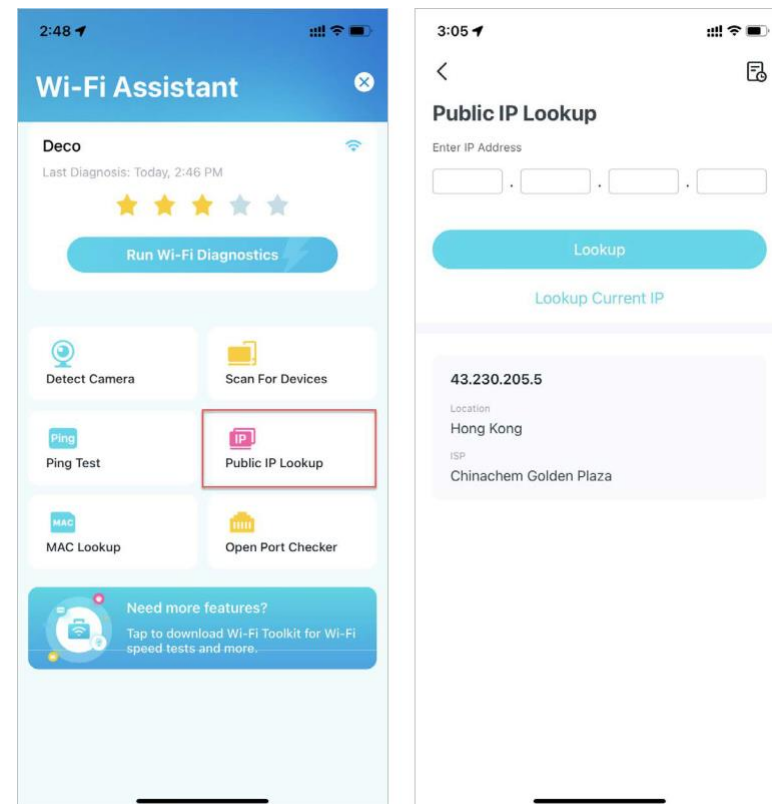 2:48
Wi-Fi Assistant
Deco
Last Diagnosis: Today, 2:46 PM
Run Wi-Fi Diagnostics
Detect Camera
Scan For Devices
Ping
Ping Test
IP
Public IP Lookup
MAC
MAC Lookup
Open Port Checker
Need more features?
Tap to download Wi-Fi Toolkit for Wi-Fi
speed tests and more.
3:05
Public IP Lookup
Enter IP Address
. . .
Lookup
Lookup Current IP
43.230.205.5
Location
Hong Kong
ISP
Chinachem Golden Plaza